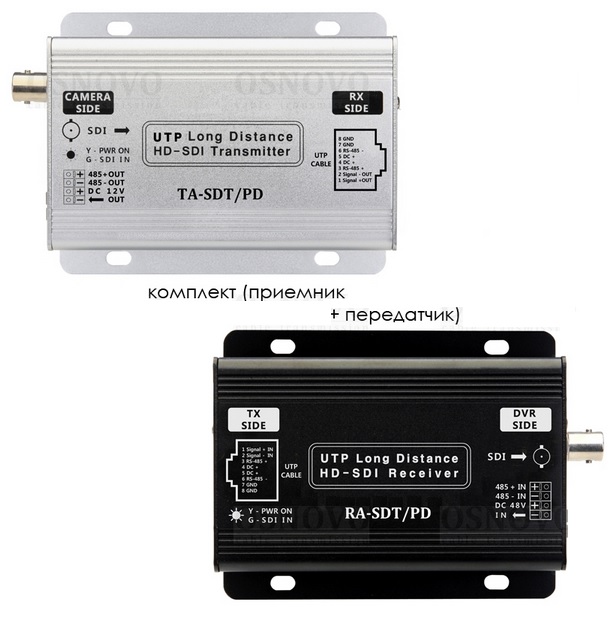 OSNOVO
OSNOVO
CAMERA
SIDE
RX
SIDE
SDI
Y - PWR ON
G - SDI IN
485+OUT
485-OUT
DC 12V
OUT
UTP Long Distance
HD-SDI Transmitter
TA-SDT/PD
UTP
CABLE
8 GND
7 GND
6 RS-485 -
5 DC +
4 DC +
3 RS-485 +
2 Signal - OUT
1 Signal +OUT
комплект (приемник
+ передатчик)
TX
SIDE
DVR
SIDE
1 Signal + IN
2 Signal - IN
3 RS-485 +
4 DC +
5 DC +
6 RS-485 -
7 GND
8 GND
UTP
CABLE
Y - PWR ON
G - SDI IN
UTP Long Distance
HD-SDI Receiver
RA-SDT/PD
SDI
485 + IN
485 - IN
DC 48V
IN
OSNOVO
OSNOVO